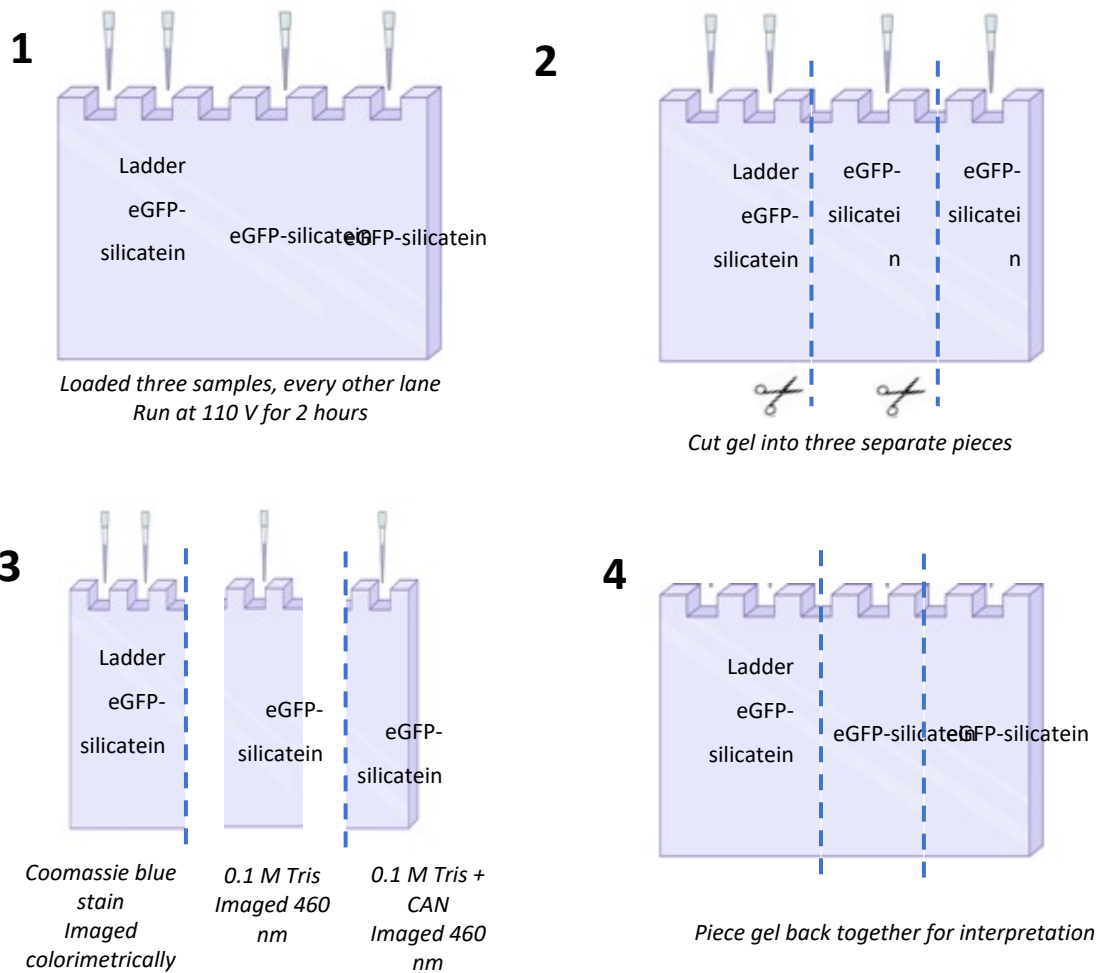 1
Ladder
eGFP-
silicatein
eGFP-silicatein
eGFP-silicatein
Loaded three samples, every other lane
Run at 110 V for 2 hours
2
Ladder
eGFP-
silicatein
eGFP-
silicatei
n
eGFP-
silicatei
n
Cut gel into three separate pieces
3
Ladder
eGFP-
silicatein
eGFP-
silicatein
eGFP-
silicatein
Coomassie blue
stain
Imaged
colorimetrically
0.1 M Tris
Imaged 460
nm
0.1 M Tris +
CAN
Imaged 460
nm
4
Ladder
eGFP-
silicatein
eGFP-silicatein
eGFP-silicatein
Piece gel back together for interpretation